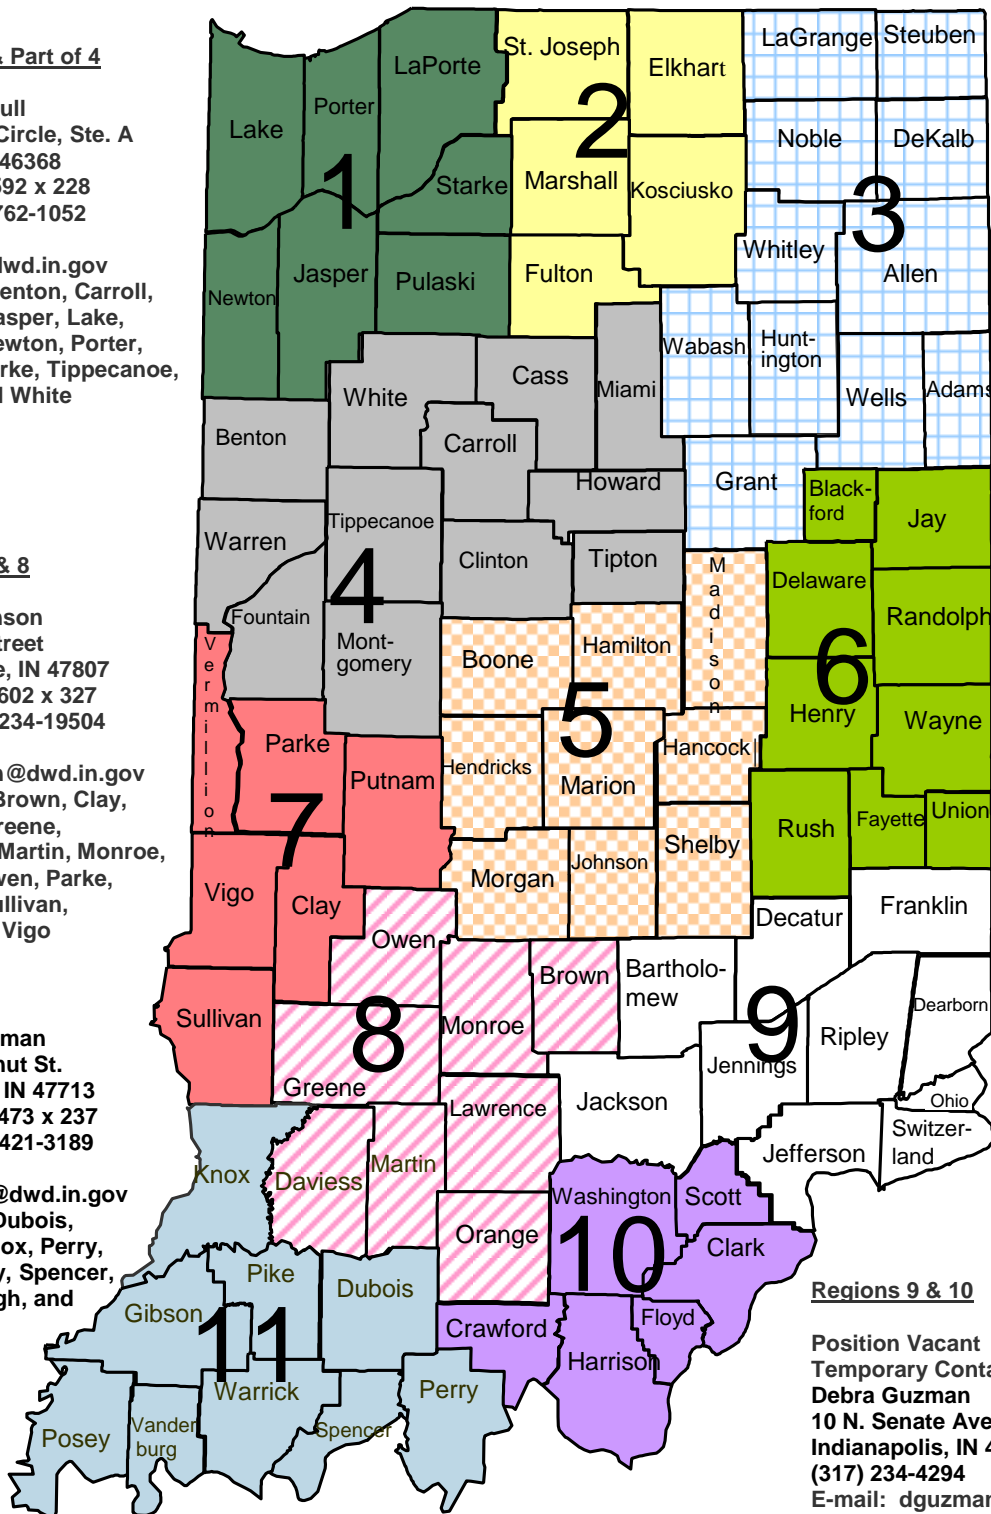 & Part of 4
ull
Circle, Ste. A
46368
592 x 228
762-1052
dwd.in.gov
enton, Carroll,
asper, Lake,
ewton, Porter,
rke, Tippecanoe,
d White
& 8
nson
treet
e, IN 47807
602 x 327
234-19504
n@dwd.in.gov
Brown, Clay,
reene,
Martin, Monroe,
wen, Parke,
ullivan,
Vigo
man
nut St.
IN 47713
473 x 237
421-3189
@dwd.in.gov
Dubois,
ox, Perry,
y, Spencer,
gh, and
St. Joseph
LaGrange
Steuben
LaPorte
Elkhart
Porter
2
Lake
Noble
DeKalb
1
Starke
Marshall
Kosciusko
3
Whitley
Newton
Jasper
Pulaski
Fulton
Allen
Wabash
Hunt-
ington
White
Cass
Miami
Wells
Adams
Benton
Carroll
Howard
Grant
Black-
ford
Jay
Tippecanoe
Warren
4
Clinton
Tipton
Madison
Delaware
Fountain
Randolph
Mont-
gomery
Boone
Hamilton
6
Vermillion
5
Henry
Wayne
Parke
Putnam
Hendricks
Marion
Hancock
7
Rush
Fayette
Union
Vigo
Clay
Morgan
Johnson
Shelby
Owen
Decatur
Franklin
Brown
Bartholo-
mew
Sullivan
8
Monroe
9
Dearborn
Ripley
Greene
Jennings
Lawrence
Jackson
Ohio
Switzer-
land
Knox
Daviess
Martin
Jefferson
Washington
Scott
Orange
10
Clark
Pike
Dubois
Gibson
11
Crawford
Floyd
Harrison
Warrick
Perry
Posey
Vander
burg
Spencer
Regions 9 & 10
Position Vacant
Temporary Conta
Debra Guzman
10 N. Senate Ave
Indianapolis, IN 4
(317) 234-4294
E-mail: dguzman